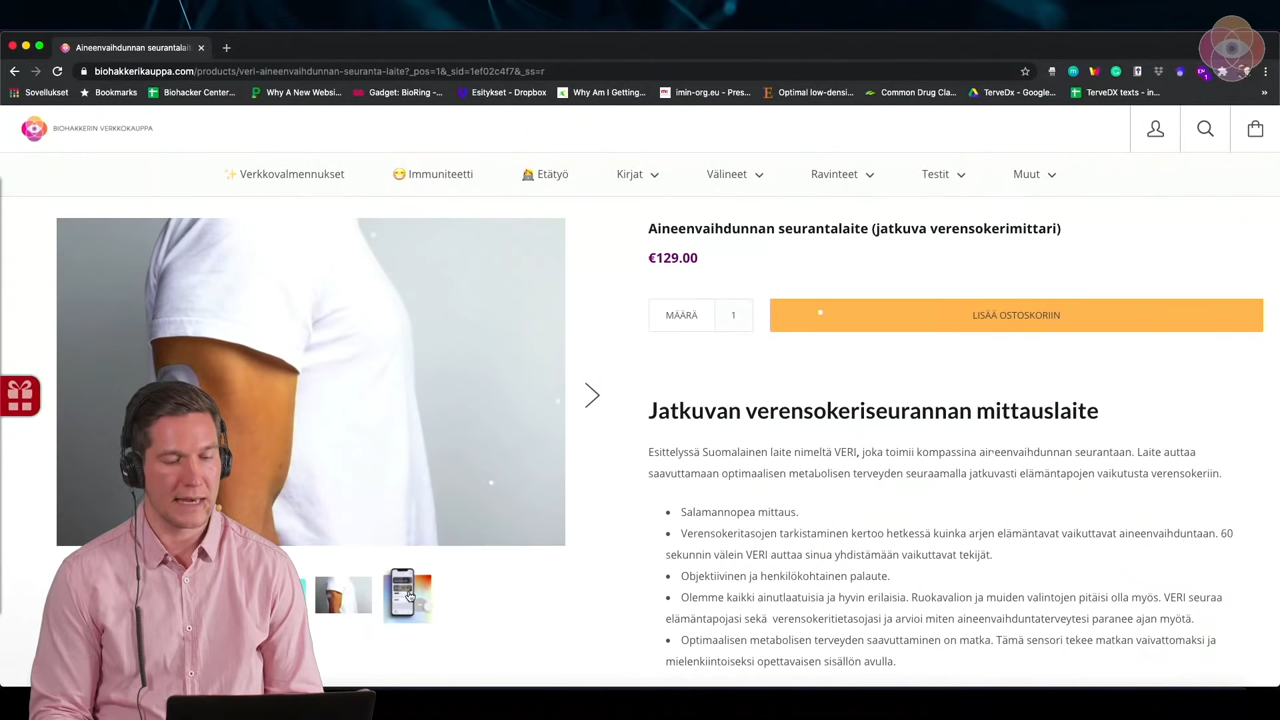 Aineenvaihdunnan seurantalait
biohakkerikauppa.com/products/veri-aineenvaihdunnan-seuranta-laite?_pos=1&_sid=1ef02c4f7&_ss=r
Sovellukset
Bookmarks
Biohacker Center...
Why A New Websi...
Gadget: BioRing -...
Esitykset - Dropbox
Why Am I Getting...
imin-org.eu - Pres...
Optimal low-densi...
Common Drug Cla...
TerveDx - Google...
TerveDX texts - in...
»
BIOHAKKERIN VERKKOKAUPPA
✨ Verkkovalmennukset
Immuniteetti
Etätyö
Kirjat
Välineet
Ravinteet
Testit
Muut
Aineenvaihdunnan seurantalaite (jatkuva verensokerimittari)
€129.00
MÄÄRÄ 1
LISÄÄ OSTOSKORIIN
Jatkuvan verensokeriseurannan mittauslaite
Esittelyssä Suomalainen laite nimeltä VERI, joka toimii kompassina aireenvaihdunnan seurantaan. Laite auttaa
saavuttamaan optimaalisen metabolisen terveyden seuraamalla jatkuvasti elämäntapojen vaikutusta verensokeriin.
• Salamannopea mittaus.
• Verensokeritasojen tarkistaminen kertoo hetkessä kuinka arjen elämäntavat vaikuttavat aineenvaihduntaan. 60
sekunnin välein VERI auttaa sinua yhdistämään vaikuttavat tekijät.
• Objektiivinen ja henkilökohtainen palaute.
• Olemme kaikki ainutlaatuisia ja hyvin erilaisia. Ruokavalion ja muiden valintojen pitäisi olla myös. VERI seuraa
elämäntapojasi sekä verensokeritietasojasi ja arvioi miten aineenvaihduntaterveytesi paranee ajan myötä.
• Optimaalisen metabolisen terveyden saavuttaminen on matka. Tämä sensori tekee matkan vaivattomaksi ja
mielenkiintoiseksi opettavaisen sisällön avulla.